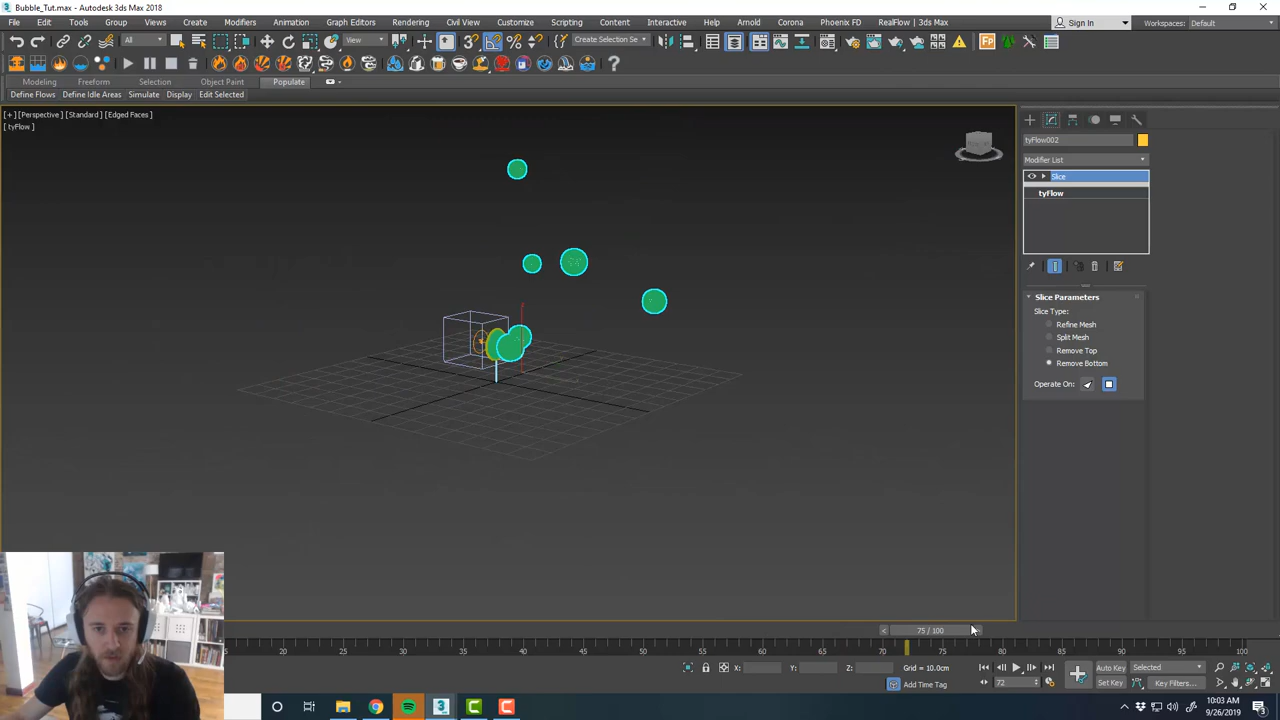 Bubble_Tut.max - Autodesk 3ds Max 2018
File Edit Tools Group Views Create Modifiers Animation Graph Editors Rendering Civil View Customize Scripting Content Interactive Help Arnold Corona Phoenix FD RealFlow | 3ds Max
Sign In Workspaces: Default
All View Create Selection Se
Modeling Freeform Selection Object Paint Populate
Define Flows Define Idle Areas Simulate Display Edit Selected
[+] [Perspective] [Standard] [Edged Faces]
[tyFlow]
tyFlow002
Modifier List
Slice
tyFlow
Slice Parameters
Slice Type:
Refine Mesh
Split Mesh
Remove Top
Remove Bottom
Operate On:
< 75 / 100 >
25 30 35 40 45 50 55 60 65 70 75 80 85 90 95 100
X: Y: Z: Grid = 10.0cm Auto Key Selected
Add Time Tag 72 Set Key Key Filters...
10:03 AM
9/26/2019